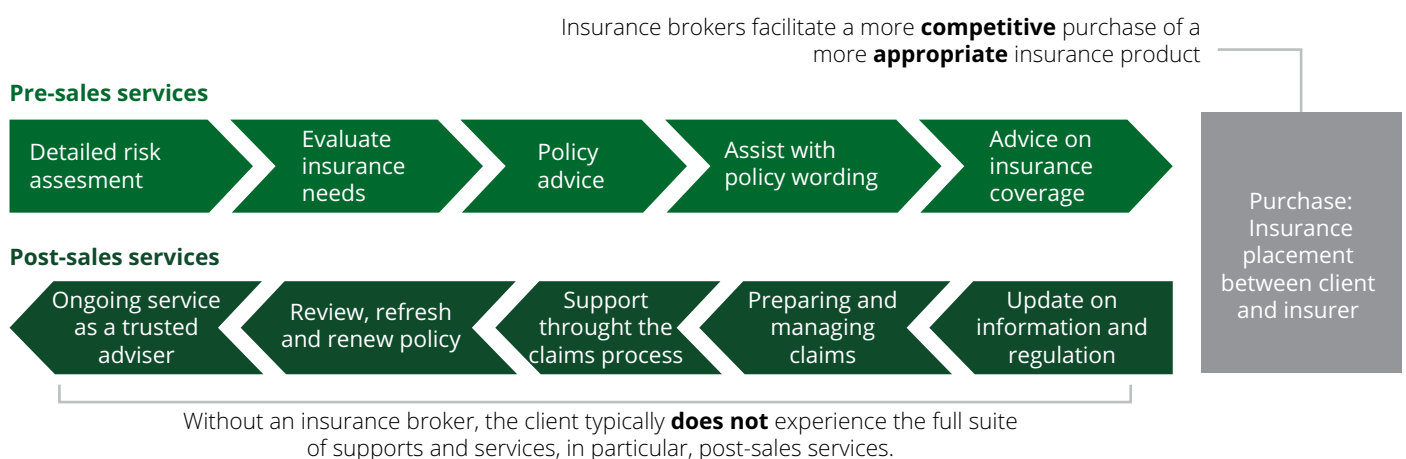 Insurance brokers facilitate a more competitive purchase of a
more appropriate insurance product
Pre-sales services
Detailed risk
assesment
Evaluate
insurance
needs
Policy
advice
Assist with
policy wording
Advice on
insurance
coverage
Purchase:
Insurance
placement
between client
and insurer
Post-sales services
Ongoing service
as a trusted
adviser
Review, refresh
and renew policy
Support
throught the
claims process
Preparing and
managing
claims
Update on
information and
regulation
Without an insurance broker, the client typically does not experience the full suite
of supports and services, in particular, post-sales services.